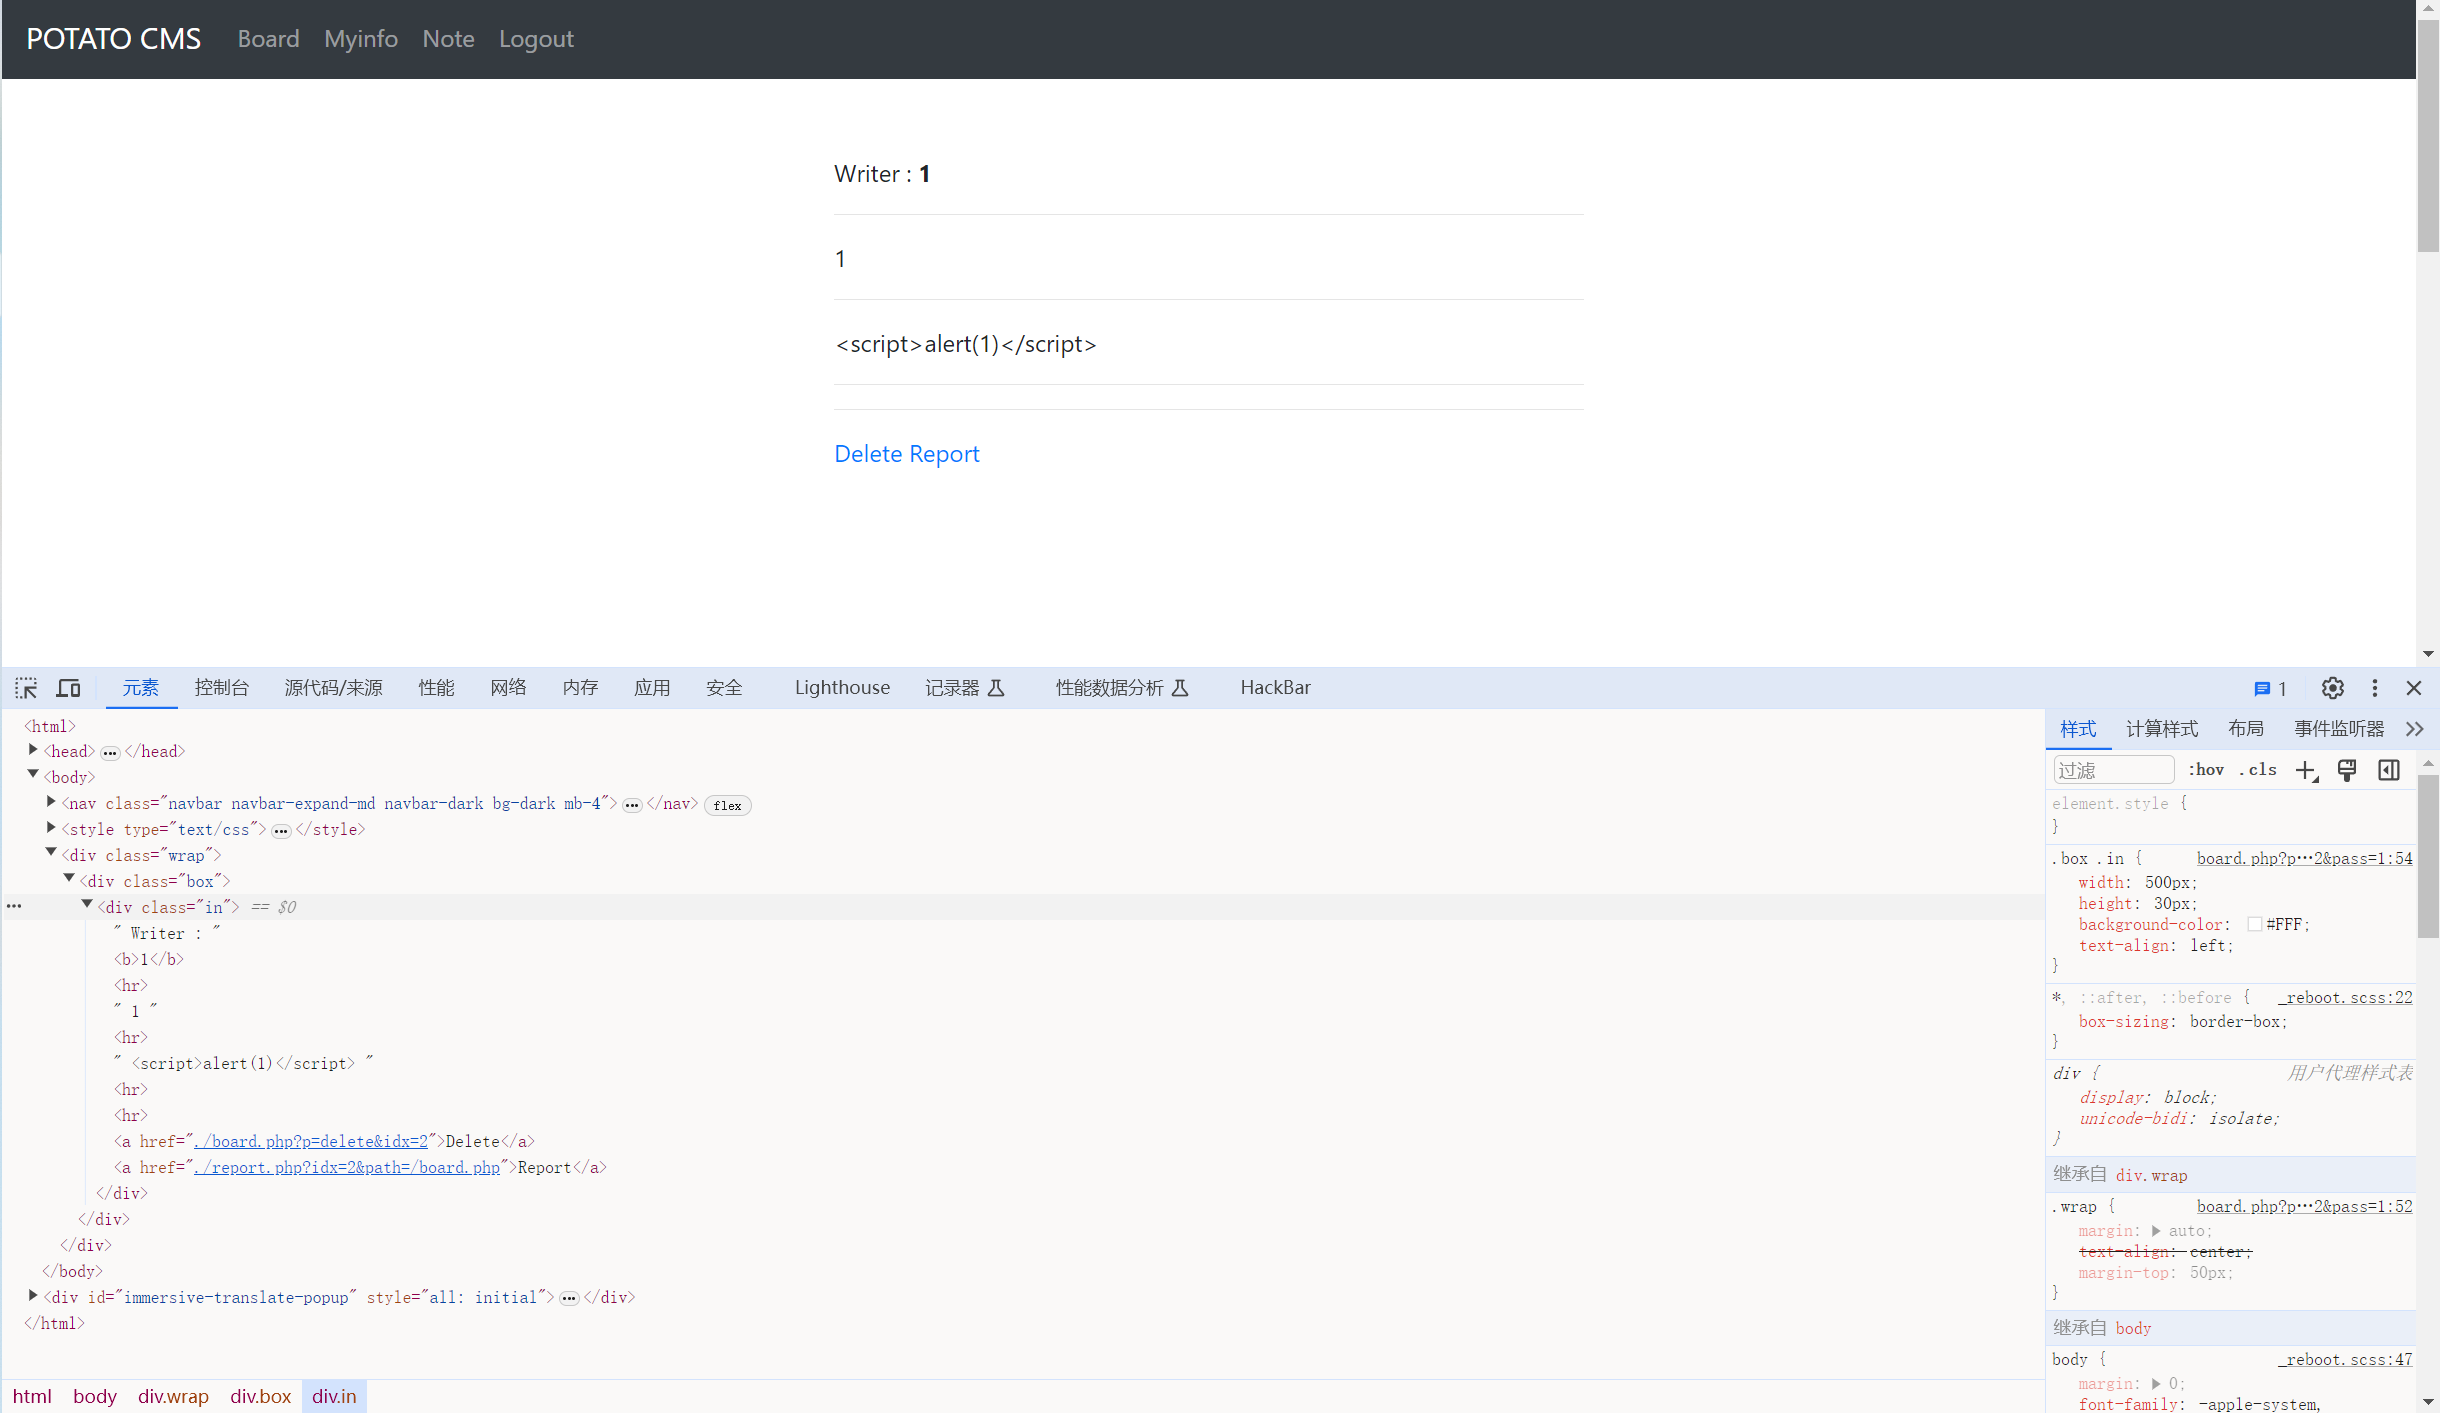 POTATO CMS Board Myinfo Note Logout
Writer : 1
1
<script>alert(1)</script>
Delete Report
元素 控制台 源代码/来源 性能 网络 内存 应用 安全 Lighthouse 记录器 性能数据分析 HackBar 1
<html>
<head> ••• </head>
<body>
<nav class="navbar navbar-expand-md navbar-dark bg-dark mb-4"> ••• </nav> flex
<style type="text/css"> ••• </style>
<div class="wrap">
<div class="box">
••• <div class="in"> == $0
" Writer : "
<b>1</b>
<hr>
" 1 "
<hr>
" <script>alert(1)</script> "
<hr>
<hr>
<a href="./board.php?p=delete&idx=2">Delete</a>
<a href="./report.php?idx=2&path=/board.php">Report</a>
</div>
</div>
</div>
</body>
<div id="immersive-translate-popup" style="all: initial"> ••• </div>
</html>
html body div.wrap div.box div.in
样式 计算样式 布局 事件监听器 >>
过滤 :hov .cls
element.style {
}
.box .in { board.php?p…2&pass=1:54
width: 500px;
height: 30px;
background-color: #FFF;
text-align: left;
}
*, ::after, ::before { _reboot.scss:22
box-sizing: border-box;
}
div { 用户代理样式表
display: block;
unicode-bidi: isolate;
}
继承自 div.wrap
.wrap { board.php?p…2&pass=1:52
margin: auto;
text-align: center;
margin-top: 50px;
}
继承自 body
body { _reboot.scss:47
margin: 0;
font-family: -apple-system,